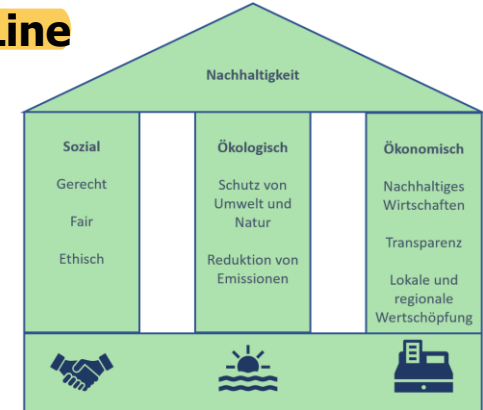 Line
Nachhaltigkeit
Sozial
Gerecht
Fair
Ethisch
Ökologisch
Schutz von
Umwelt und
Natur
Reduktion von
Emissionen
Ökonomisch
Nachhaltiges
Wirtschaften
Transparenz
Lokale und
regionale
Wertschöpfung